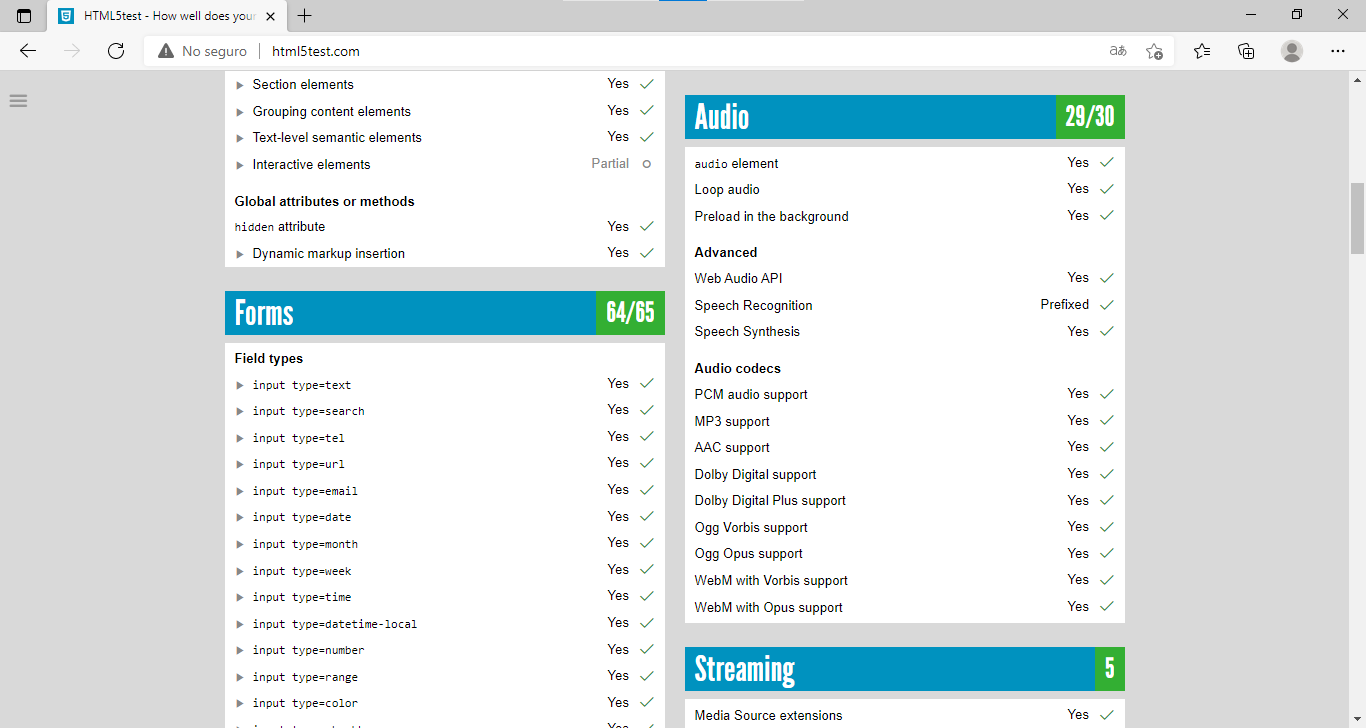 HTML5test - How well does your
No seguro
html5test.com
aあ
Section elements Yes
Grouping content elements Yes
Text-level semantic elements Yes
Interactive elements Partial
Global attributes or methods
hidden attribute Yes
Dynamic markup insertion Yes
Forms 64/65
Field types
input type=text Yes
input type=search Yes
input type=tel Yes
input type=url Yes
input type=email Yes
input type=date Yes
input type=month Yes
input type=week Yes
input type=time Yes
input type=datetime-local Yes
input type=number Yes
input type=range Yes
input type=color Yes
Audio 29/30
audio element Yes
Loop audio Yes
Preload in the background Yes
Advanced
Web Audio API Yes
Speech Recognition Prefixed
Speech Synthesis Yes
Audio codecs
PCM audio support Yes
MP3 support Yes
AAC support Yes
Dolby Digital support Yes
Dolby Digital Plus support Yes
Ogg Vorbis support Yes
Ogg Opus support Yes
WebM with Vorbis support Yes
WebM with Opus support Yes
Streaming 5
Media Source extensions Yes